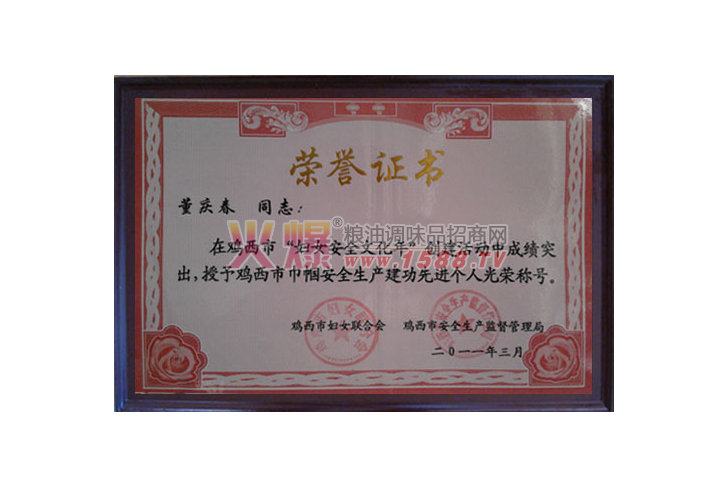 荣誉证书
董庆春 同志：
在鸡西市“妇女安全文化年”创建活动中成绩突
出，授予鸡西市巾帼安全生产建功先进个人光荣称号。
火爆®粮油调味品招商网
www.1588.TV
鸡西市妇女联合会 鸡西市安全生产监督管理局
二〇一一年三月